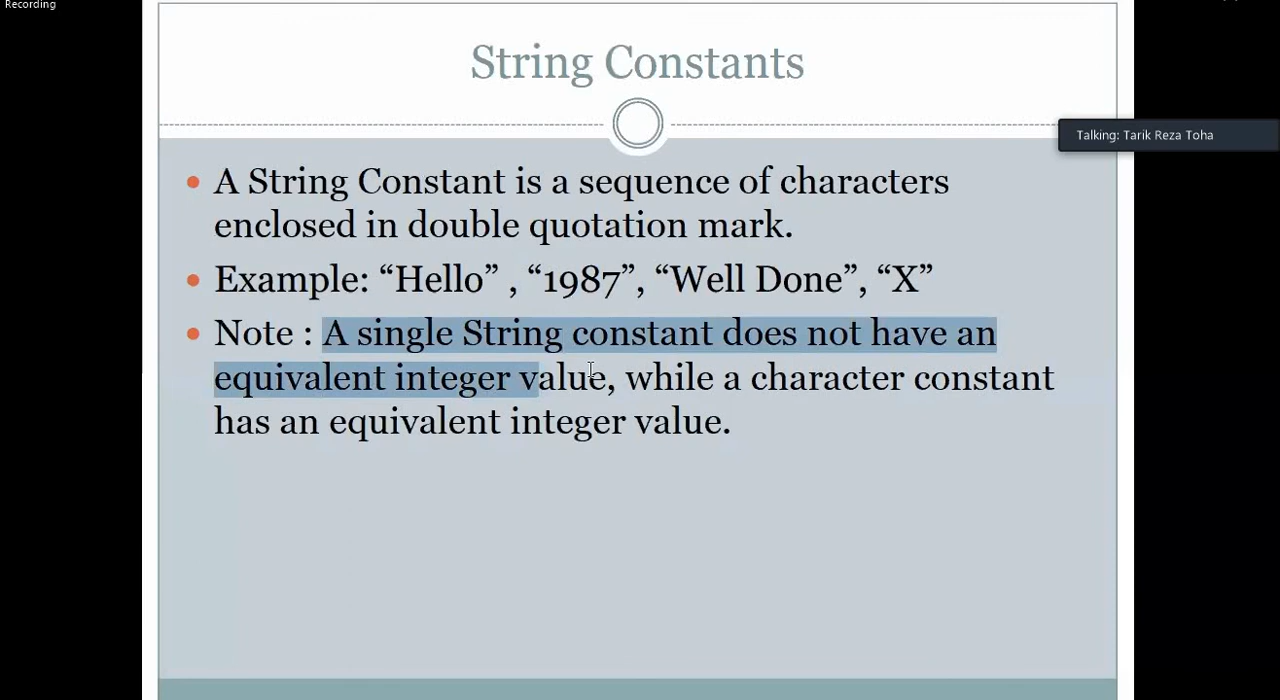 Recording
String Constants
Talking: Tarik Reza Toha
A String Constant is a sequence of characters
enclosed in double quotation mark.
Example: “Hello” , “1987”, “Well Done”, “X”
Note : A single String constant does not have an
equivalent integer value, while a character constant
has an equivalent integer value.